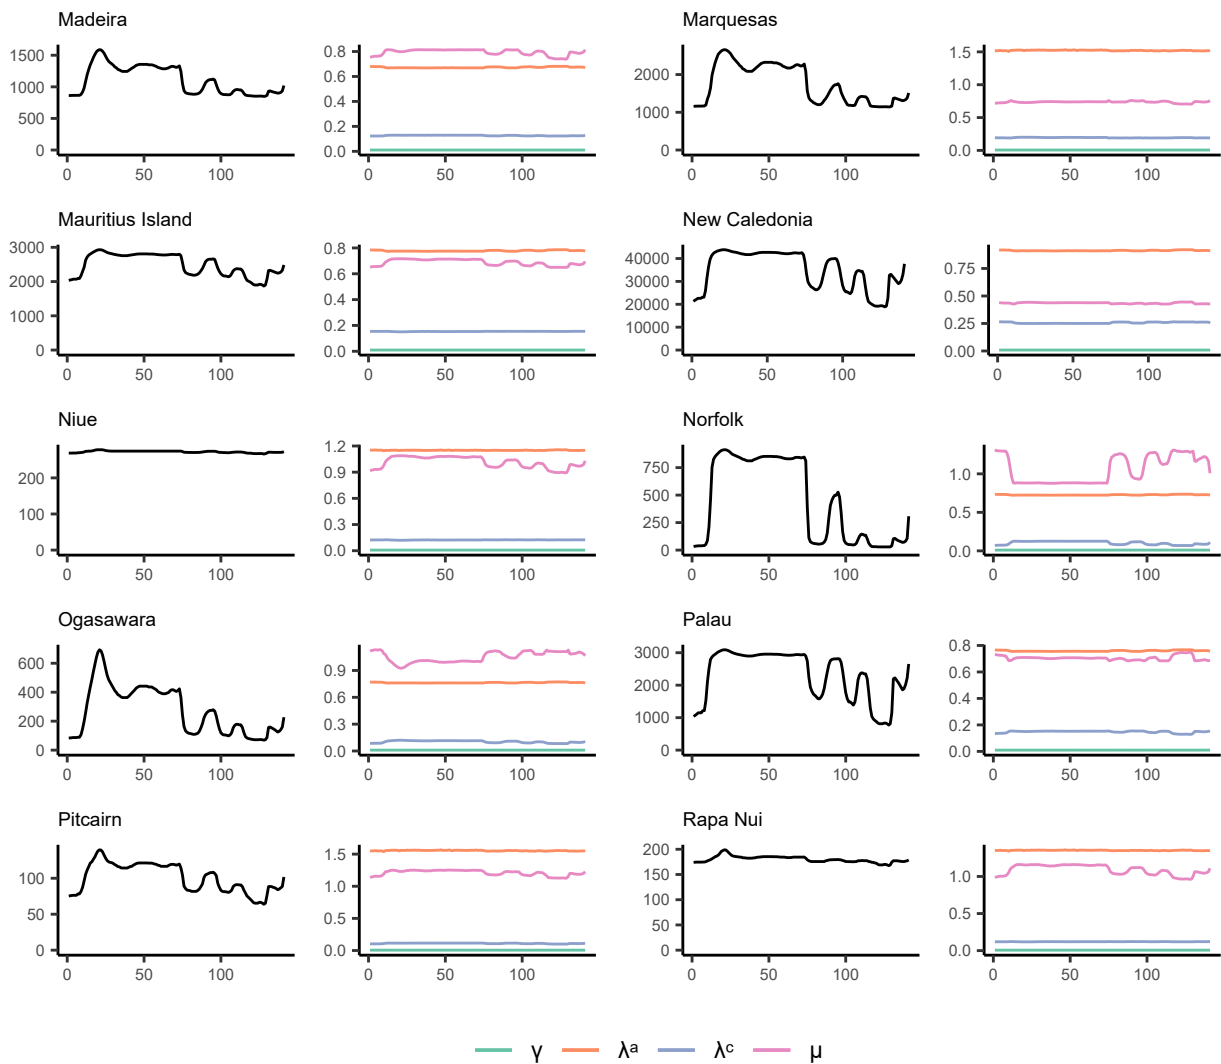 Madeira
Marquesas
1500
1000
500
0
0 50 100
0.8
0.6
0.4
0.2
0.0
0 50 100
2000
1000
0
0 50 100
1.5
1.0
0.5
0.0
0 50 100
Mauritius Island
New Caledonia
3000
2000
1000
0
0 50 100
0.8
0.6
0.4
0.2
0.0
0 50 100
40000
30000
20000
10000
0
0 50 100
0.75
0.50
0.25
0.00
0 50 100
Niue
Norfolk
200
100
0
0 50 100
1.2
0.9
0.6
0.3
0.0
0 50 100
750
500
250
0
0 50 100
1.0
0.5
0.0
0 50 100
Ogasawara
Palau
600
400
200
0
0 50 100
0.9
0.6
0.3
0.0
0 50 100
3000
2000
1000
0
0 50 100
0.8
0.6
0.4
0.2
0.0
0 50 100
Pitcairn
Rapa Nui
100
50
0
0 50 100
1.5
1.0
0.5
0.0
0 50 100
200
150
100
50
0
0 50 100
1.0
0.5
0.0
0 50 100
γ λᵃ λᶜ μ